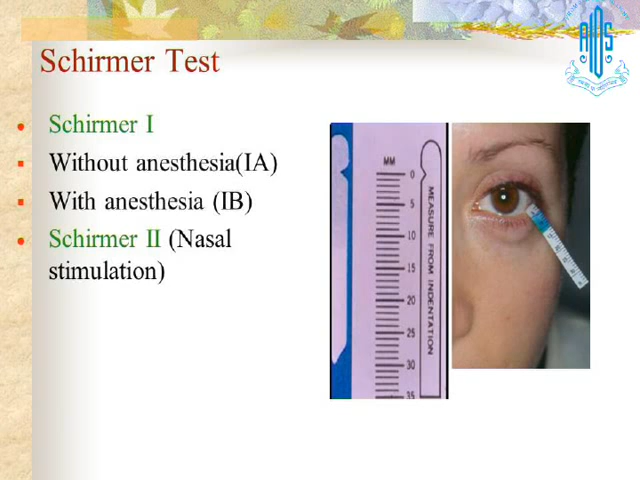 Schirmer Test
Schirmer I
Without anesthesia(IA)
With anesthesia (IB)
Schirmer II (Nasal
stimulation)
MM
0
5
10
15
20
25
30
35
MEASURE FROM INDENTATION
AIOS